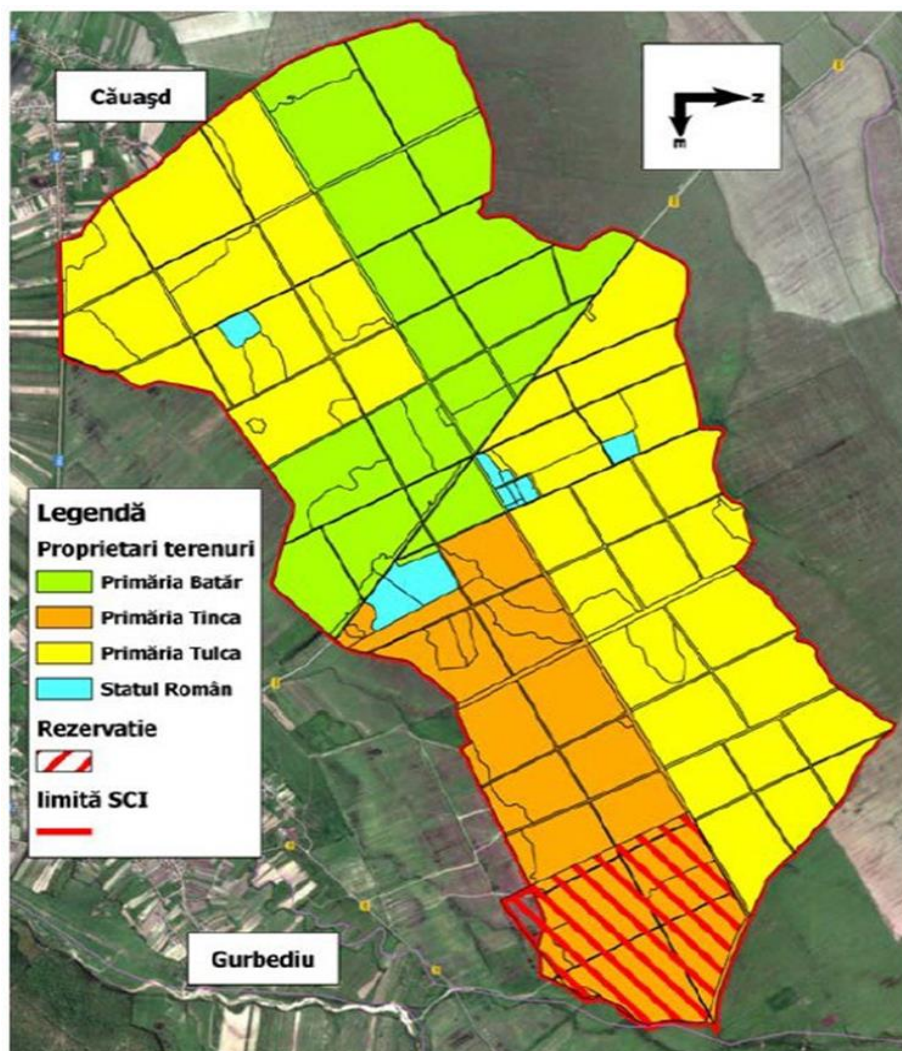 Căuaşd
N
E
Legendă
Proprietari terenuri
Primăria Batăr
Primăria Tinca
Primăria Tulca
Statul Român
Rezervatie
limită SCI
Gurbediu